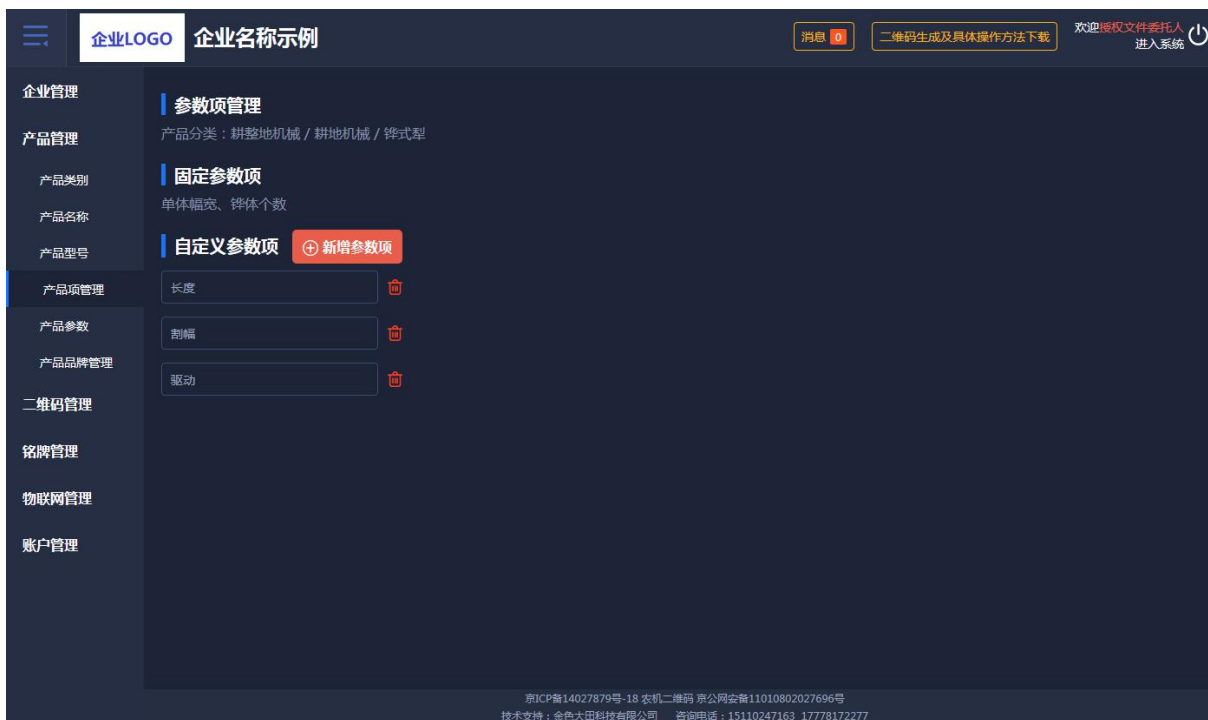 企业LOGO 企业名称示例 消息 0 二维码生成及具体操作方法下载 欢迎授权文件委托人
进入系统
企业管理
产品管理
产品类别
产品名称
产品型号
产品项管理
产品参数
产品品牌管理
二维码管理
铭牌管理
物联网管理
账户管理
参数项管理
产品分类：耕整地机械 / 耕地机械 / 铧式犁
固定参数项
单体幅宽、铧体个数
自定义参数项 新增参数项
长度
割幅
驱动
京ICP备14027879号-18 农机二维码 京公网安备11010802027696号
技术支持：金色大田科技有限公司 咨询电话：15110247163 17778172277